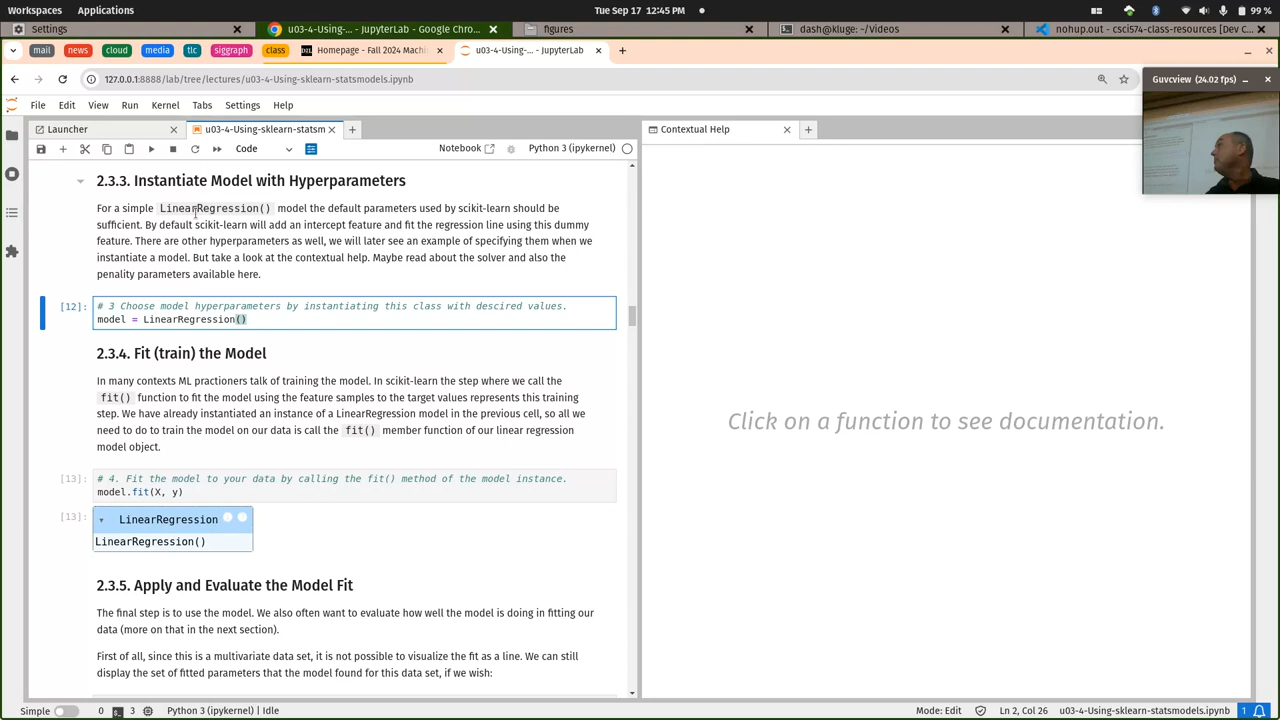 Workspaces Applications Tue Sep 17 12:45 PM 99 %
Settings u03-4-Using-... - JupyterLab - Google Chro... figures dash@kluge: ~/Videos nohup.out - csci574-class-resources [Dev C...
mail news cloud media tlc siggraph class Homepage - Fall 2024 Machi u03-4-Using-... - JupyterLab
127.0.0.1:8888/lab/tree/lectures/u03-4-Using-sklearn-statsmodels.ipynb
Guvcview (24.02 fps)
File Edit View Run Kernel Tabs Settings Help
Launcher u03-4-Using-sklearn-statsm Contextual Help
Code Notebook Python 3 (ipykernel)
2.3.3. Instantiate Model with Hyperparameters
For a simple LinearRegression() model the default parameters used by scikit-learn should be
sufficient. By default scikit-learn will add an intercept feature and fit the regression line using this dummy
feature. There are other hyperparameters as well, we will later see an example of specifying them when we
instantiate a model. But take a look at the contextual help. Maybe read about the solver and also the
penality parameters available here.
[12]: # 3 Choose model hyperparameters by instantiating this class with descired values.
model = LinearRegression()
2.3.4. Fit (train) the Model
In many contexts ML practioners talk of training the model. In scikit-learn the step where we call the
fit() function to fit the model using the feature samples to the target values represents this training
step. We have already instantiated an instance of a LinearRegression model in the previous cell, so all we
need to do to train the model on our data is call the fit() member function of our linear regression
model object.
[13]: # 4. Fit the model to your data by calling the fit() method of the model instance.
model.fit(X, y)
[13]: LinearRegression
LinearRegression()
2.3.5. Apply and Evaluate the Model Fit
The final step is to use the model. We also often want to evaluate how well the model is doing in fitting our
data (more on that in the next section).
First of all, since this is a multivariate data set, it is not possible to visualize the fit as a line. We can still
display the set of fitted parameters that the model found for this data set, if we wish:
Click on a function to see documentation.
Simple 0 3 Python 3 (ipykernel) | Idle Mode: Edit Ln 2, Col 26 u03-4-Using-sklearn-statsmodels.ipynb 1